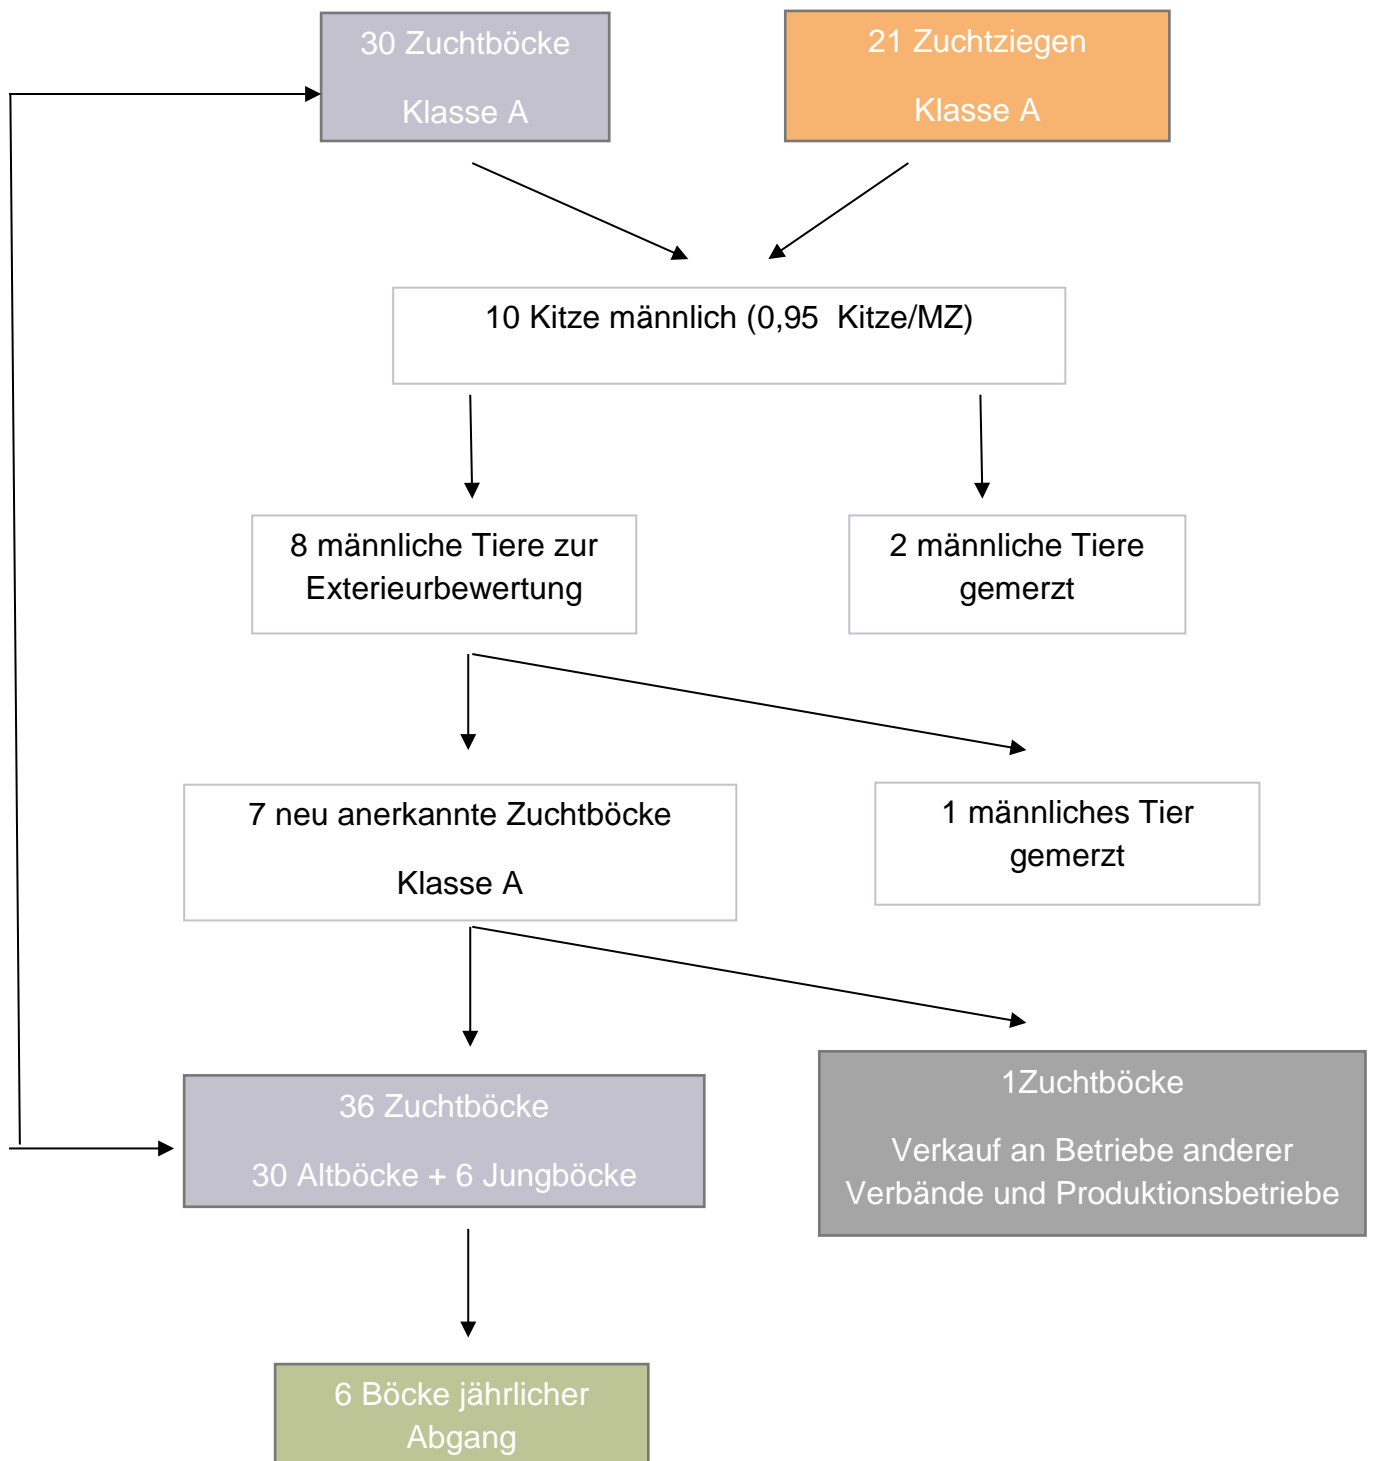 30 Zuchtböcke
Klasse A
21 Zuchtziegen
Klasse A
10 Kitze männlich (0,95  Kitze/MZ)
8 männliche Tiere zur
Exterieurbewertung
2 männliche Tiere
gemerzt
7 neu anerkannte Zuchtböcke
Klasse A
1 männliches Tier
gemerzt
36 Zuchtböcke
30 Altböcke + 6 Jungböcke
1Zuchtböcke
Verkauf an Betriebe anderer
Verbände und Produktionsbetriebe
6 Böcke jährlicher
Abgang